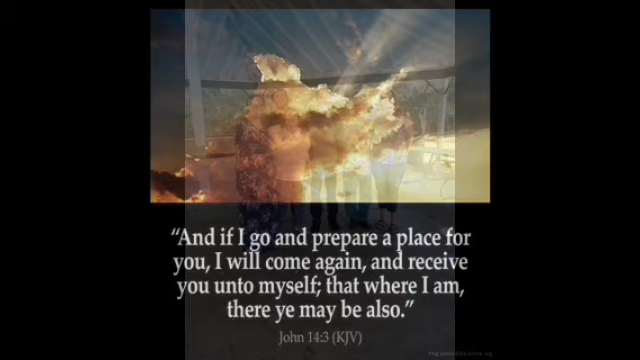 “And if I go and prepare a place for
you, I will come again, and receive
you unto myself; that where I am,
there ye may be also.”
John 14:3 (KJV)